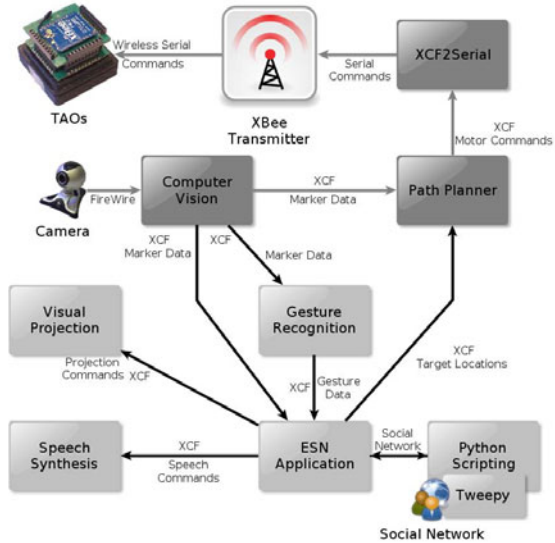 Wireless Serial
Commands
Serial
Commands
XCF2Serial
TAOs
XBee
Transmitter
XCF
Motor Commands
Camera
FireWire
Computer
Vision
XCF
Marker Data
Path Planner
XCF
Marker Data
XCF
Marker Data
Visual
Projection
Gesture
Recognition
Projection
Commands
XCF
XCF
Gesture
Data
XCF
Target Locations
Speech
Synthesis
XCF
Speech
Commands
ESN
Application
Social
Network
Python
Scripting
Tweepy
Social Network